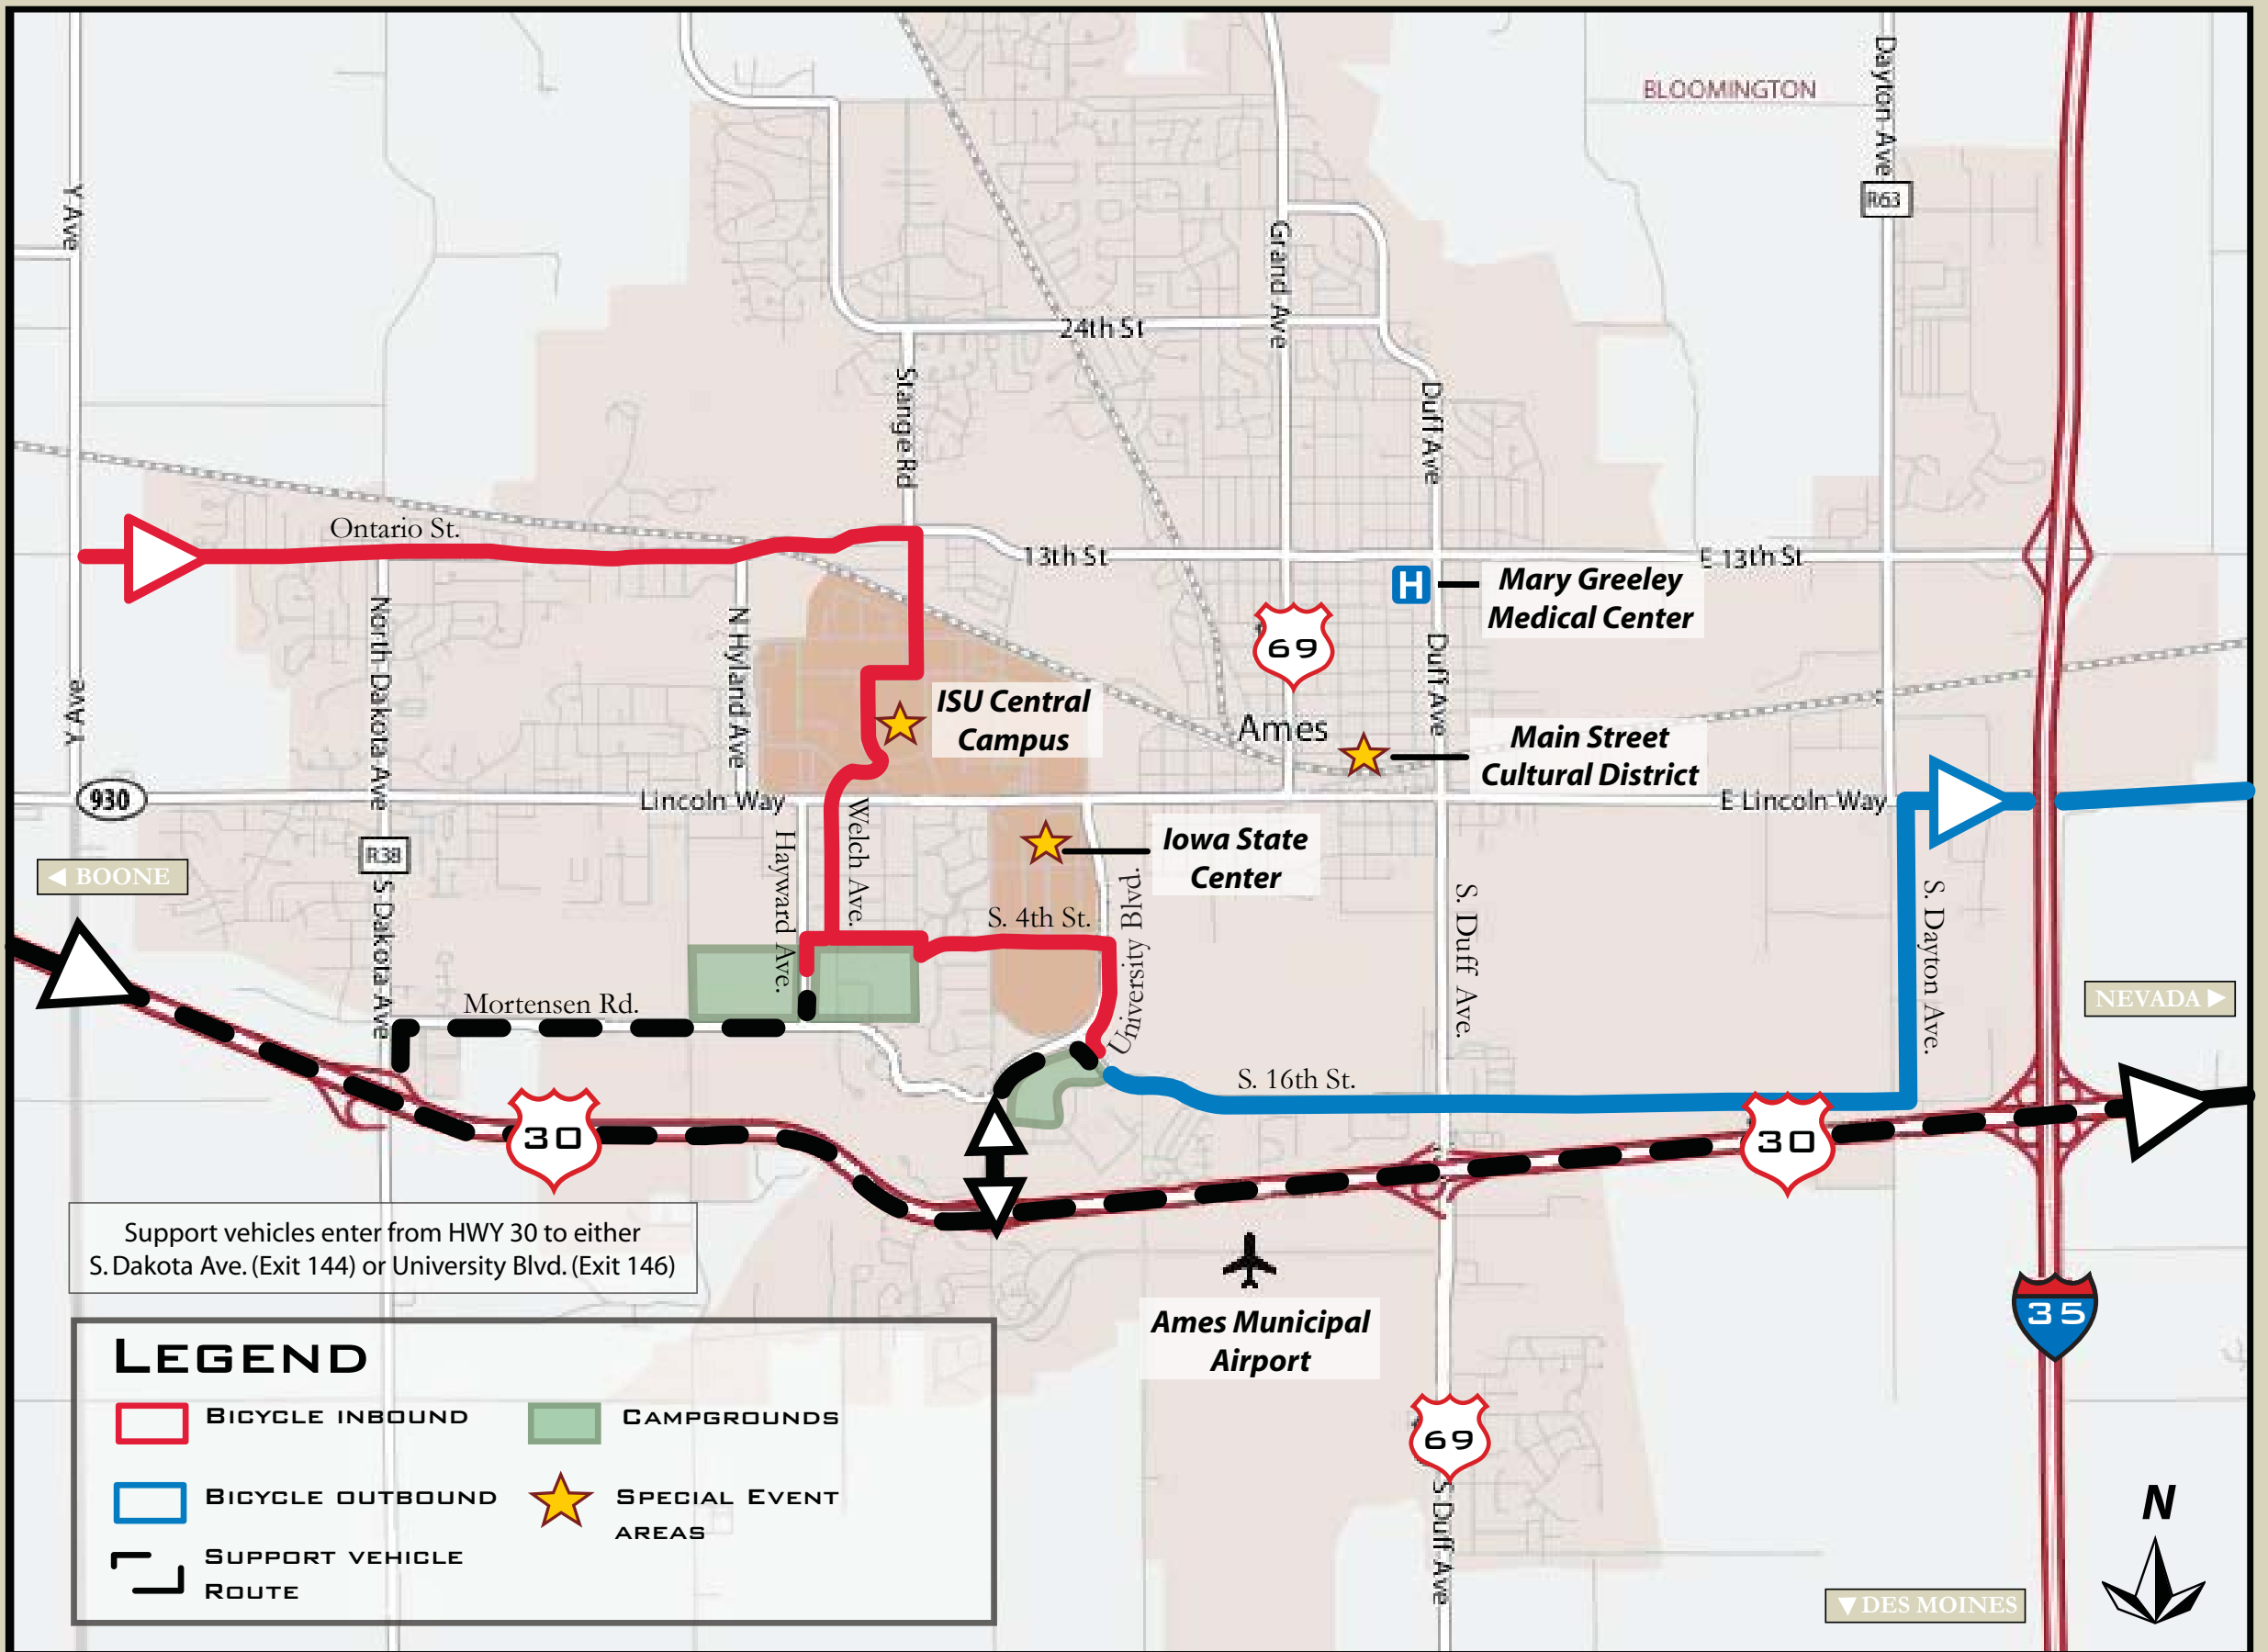 BLOOMINGTON
Dayton Ave
R63
Y Ave
Grand Ave
24th St
Stange Rd
Duff Ave
Ontario St.
13th St
E 13th St
H
Mary Greeley
Medical Center
North Dakota Ave
N Hyland Ave
69
Duff Ave
Y Ave
ISU Central
Campus
Ames
Main Street
Cultural District
930
Lincoln Way
E Lincoln Way
Hayward Ave.
Welch Ave.
Iowa State
Center
R38
BOONE
S Dakota Ave
S. 4th St.
University Blvd.
S. Duff Ave.
S. Dayton Ave.
Mortensen Rd.
NEVADA
S. 16th St.
30
30
Support vehicles enter from HWY 30 to either
S. Dakota Ave. (Exit 144) or University Blvd. (Exit 146)
Ames Municipal
Airport
35
69
S Duff Ave
LEGEND
BICYCLE INBOUND
CAMPGROUNDS
BICYCLE OUTBOUND
SPECIAL EVENT
AREAS
SUPPORT VEHICLE
ROUTE
N
DES MOINES